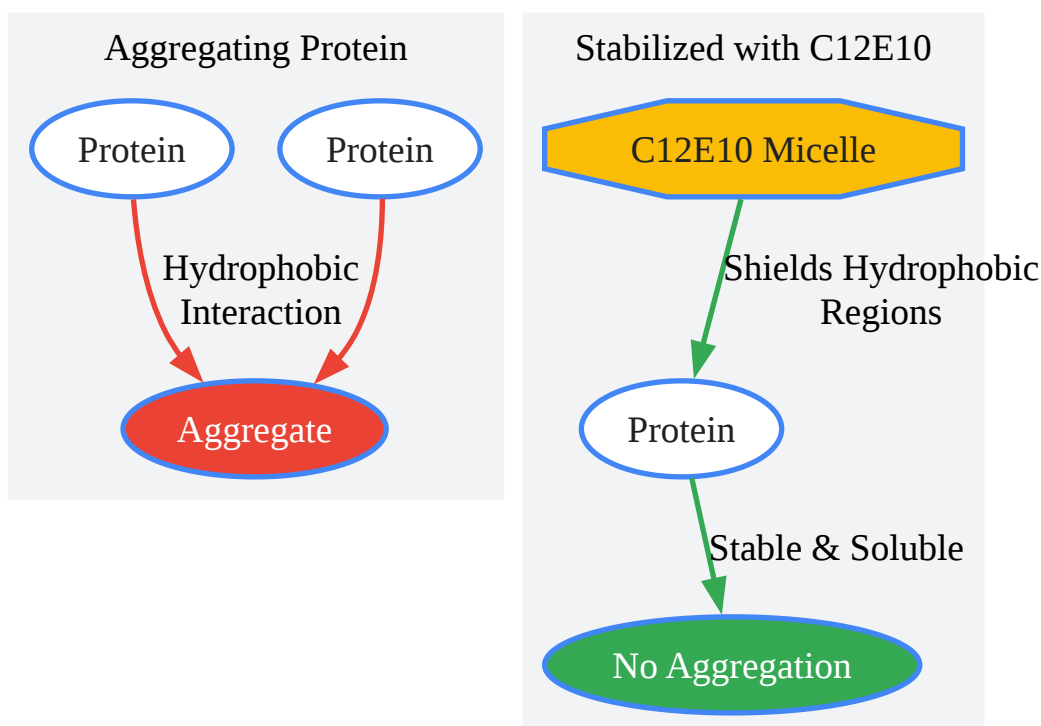 Aggregating Protein
Protein
Protein
Hydrophobic
Interaction
Aggregate
Stabilized with C12E10
C12E10 Micelle
Shields Hydrophobic
Regions
Protein
Stable & Soluble
No Aggregation